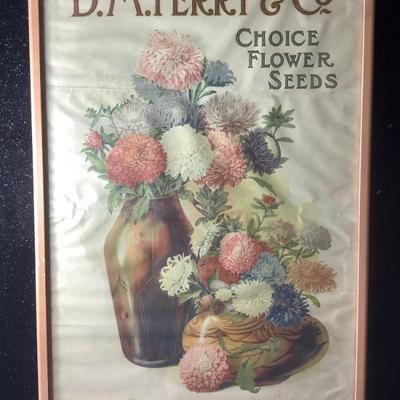 D. M. FERRY & Co
CHOICE
FLOWER
SEEDS